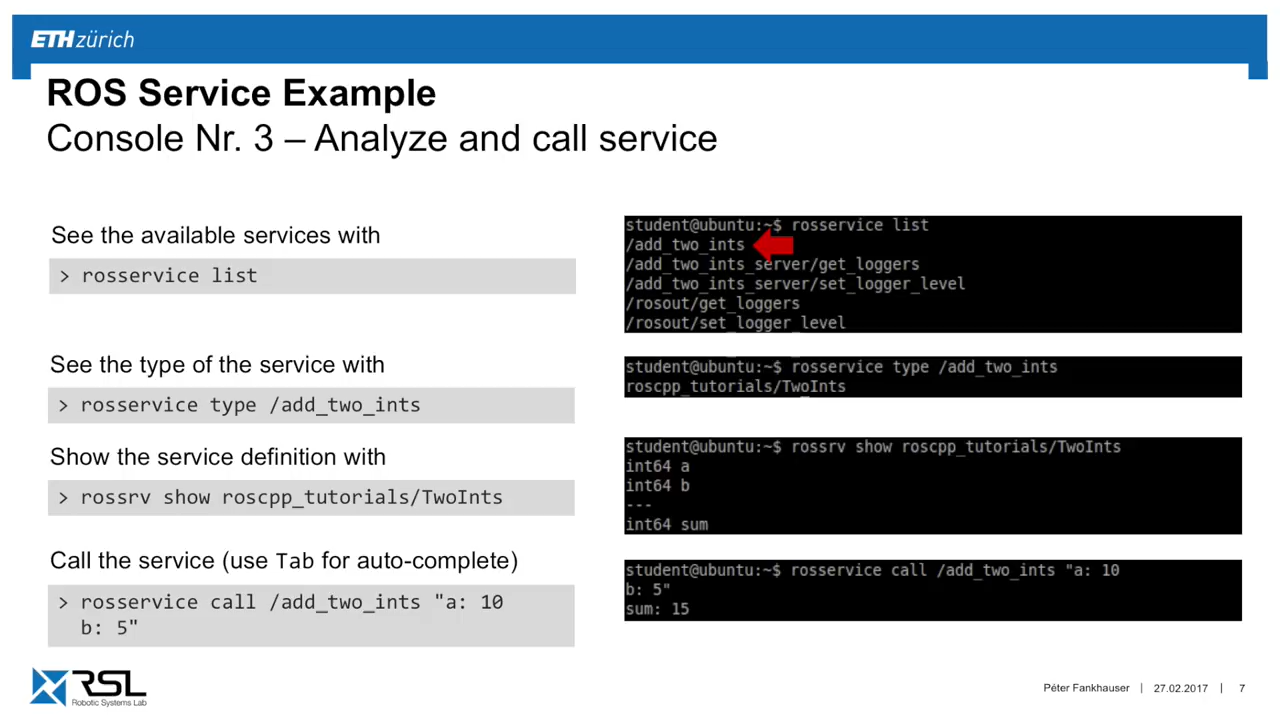 ETH zürich
ROS Service Example
Console Nr. 3 – Analyze and call service
See the available services with
> rosservice list
student@ubuntu:~$ rosservice list
/add_two_ints
/add_two_ints_server/get_loggers
/add_two_ints_server/set_logger_level
/rosout/get_loggers
/rosout/set_logger_level
See the type of the service with
> rosservice type /add_two_ints
student@ubuntu:~$ rosservice type /add_two_ints
roscpp_tutorials/TwoInts
Show the service definition with
> rossrv show roscpp_tutorials/TwoInts
student@ubuntu:~$ rossrv show roscpp_tutorials/TwoInts
int64 a
int64 b
---
int64 sum
Call the service (use Tab for auto-complete)
> rosservice call /add_two_ints "a: 10
b: 5"
student@ubuntu:~$ rosservice call /add_two_ints "a: 10
b: 5"
sum: 15
RSL
Robotic Systems Lab
Péter Fankhauser | 27.02.2017 | 7